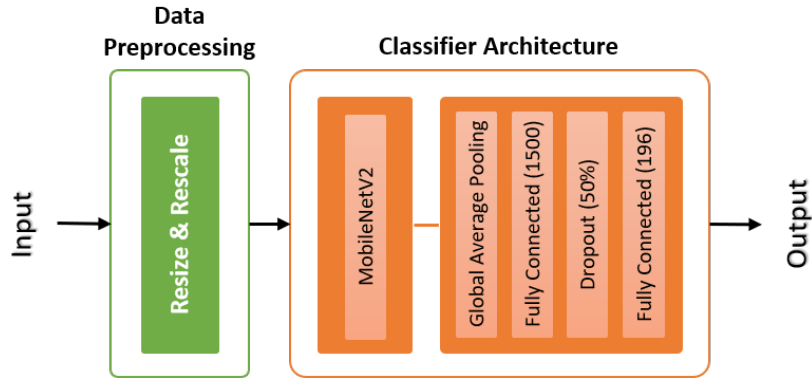 Data
Preprocessing
Classifier Architecture
Input
Resize & Rescale
MobileNetV2
Global Average Pooling
Fully Connected (1500)
Dropout (50%)
Fully Connected (196)
Output